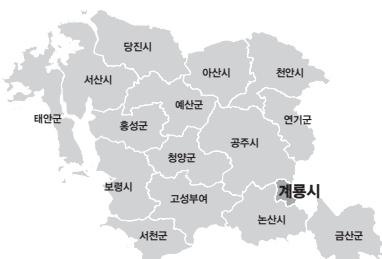 당진시
서산시
아산시
천안시
예산군
태안군
홍성군
연기군
공주시
청양군
보령시
고성부여
계룡시
논산시
서천군
금산군